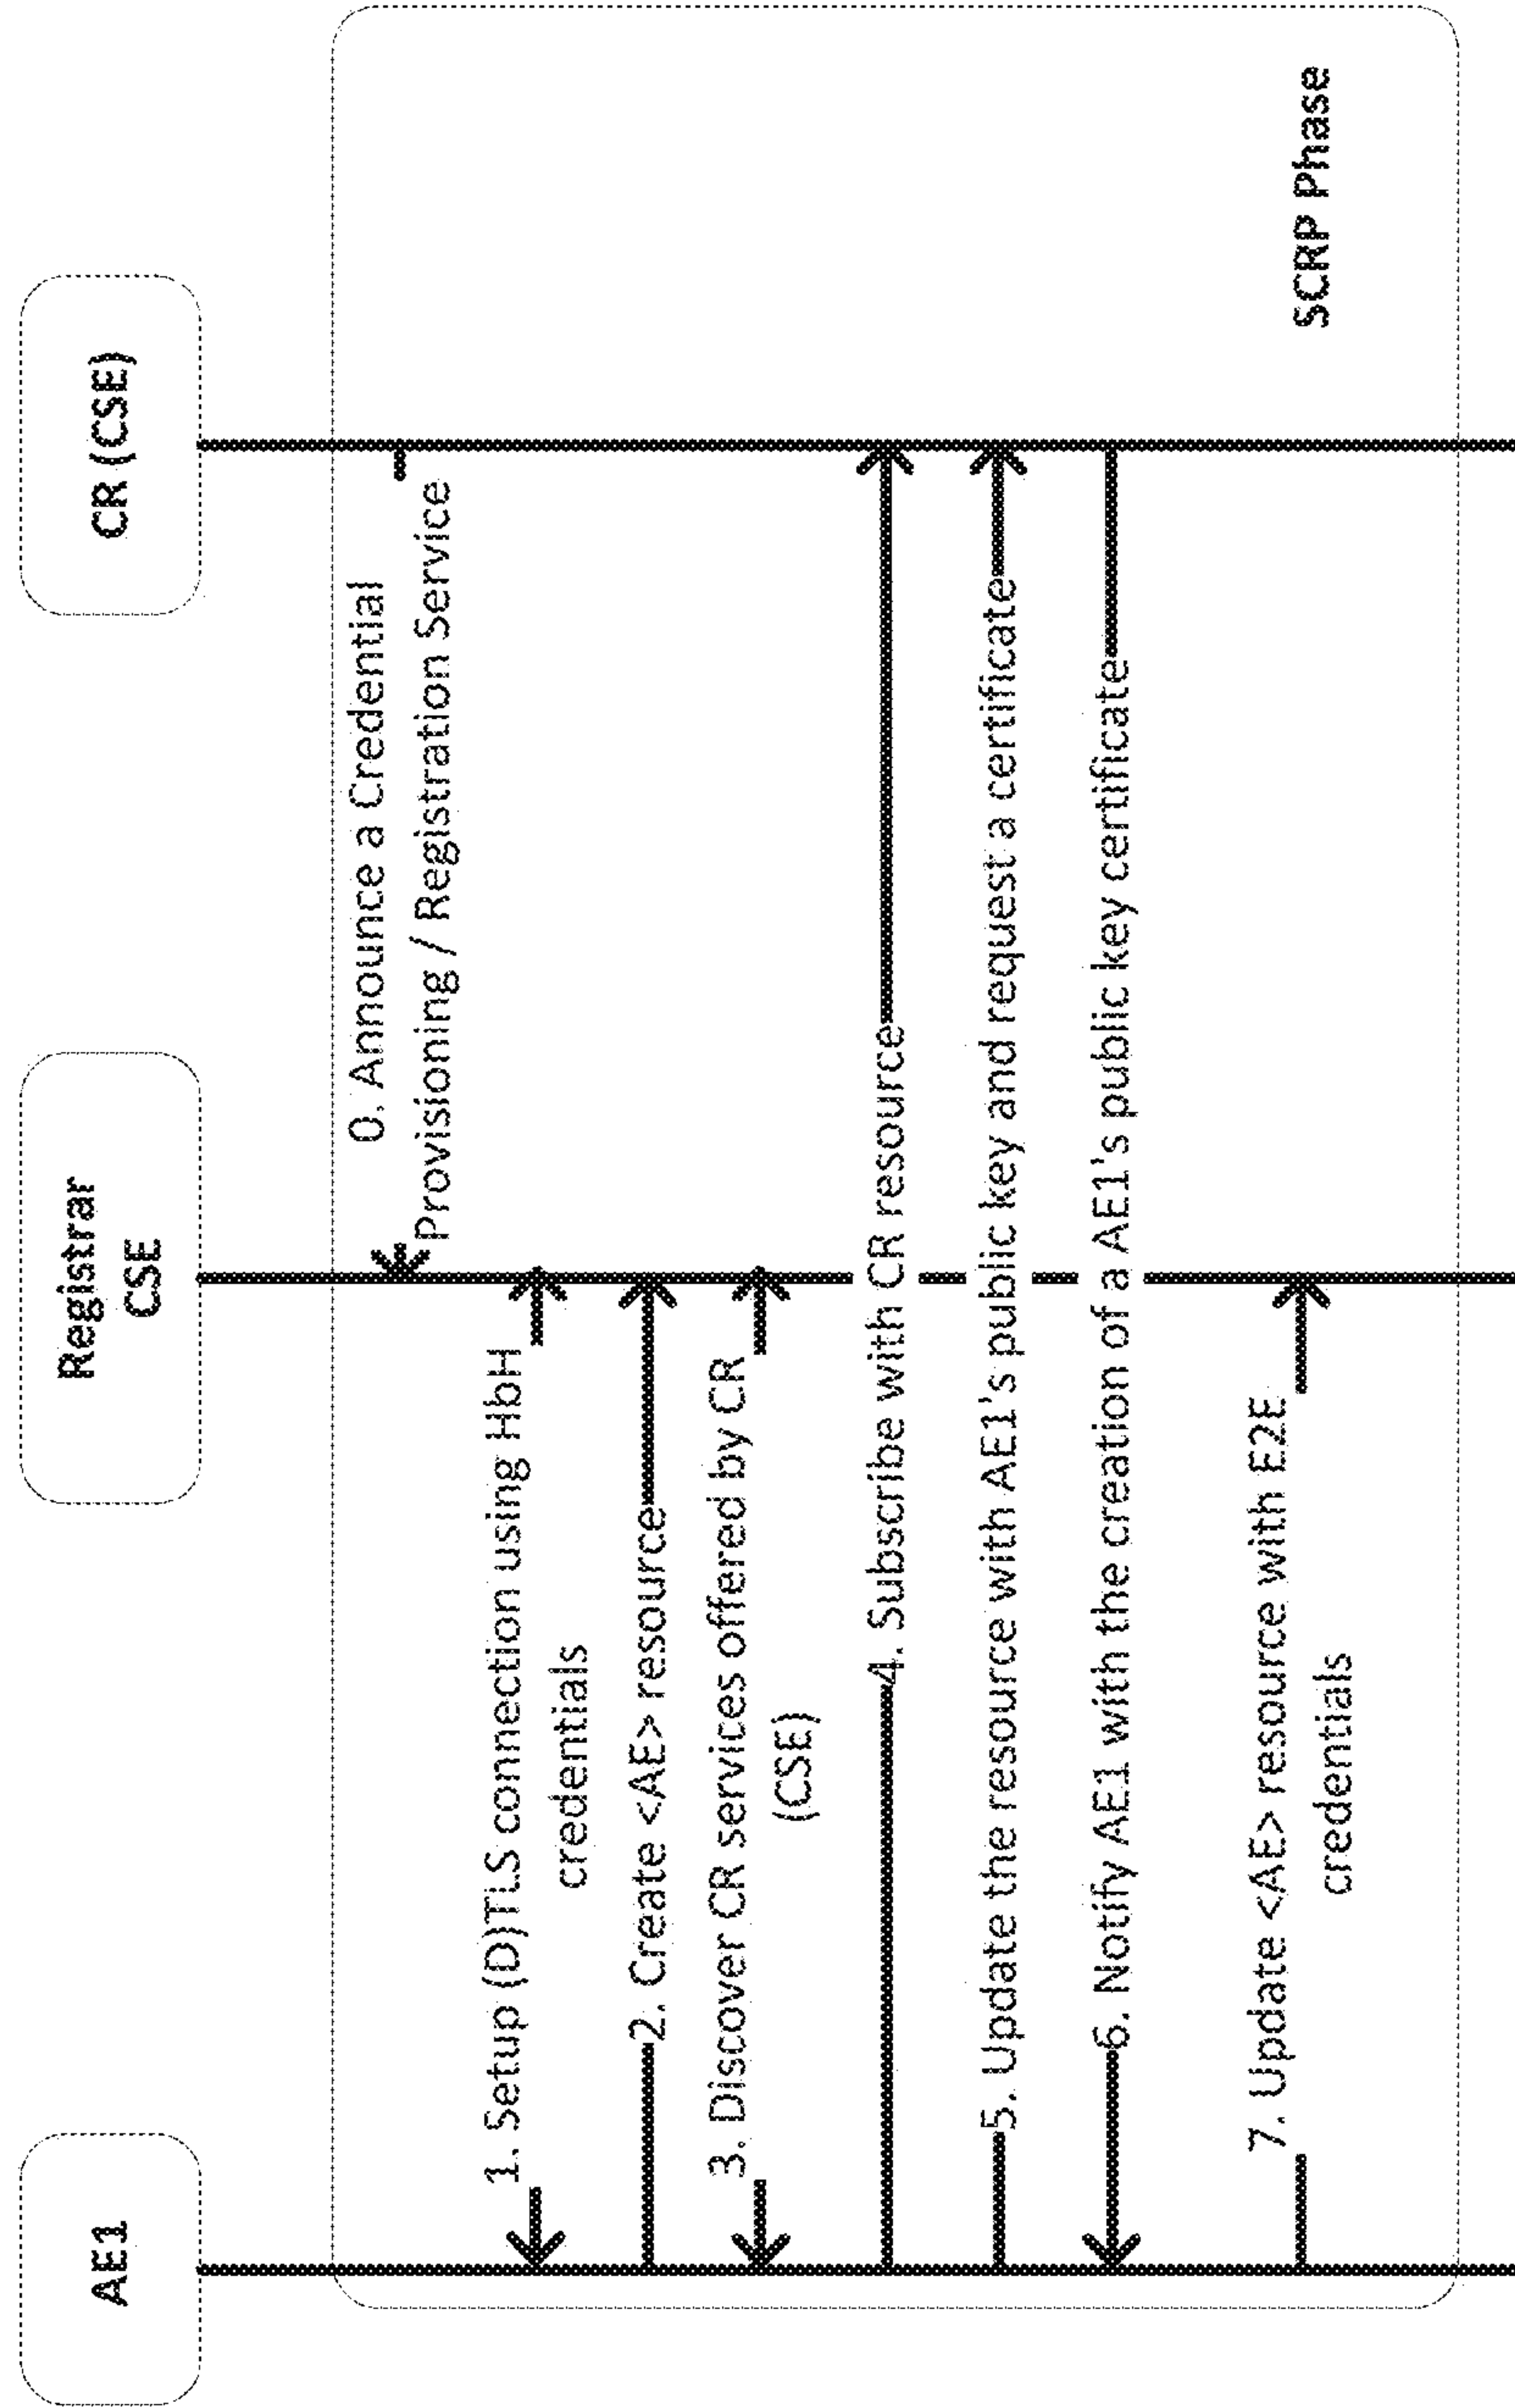 AE1
Registrar
CSE
CR (CSE)
0. Announce a Credential
Provisioning / Registration Service
1. Setup (D)TLS connection using HbH
credentials
2. Create <AE> resource
3. Discover CR services offered by CR
(CSE)
4. Subscribe with CR resource
5. Update the resource with AE1's public key and request a certificate
6. Notify AE1 with the creation of a AE1's public key certificate
7. Update <AE> resource with E2E
credentials
SCRP Phase